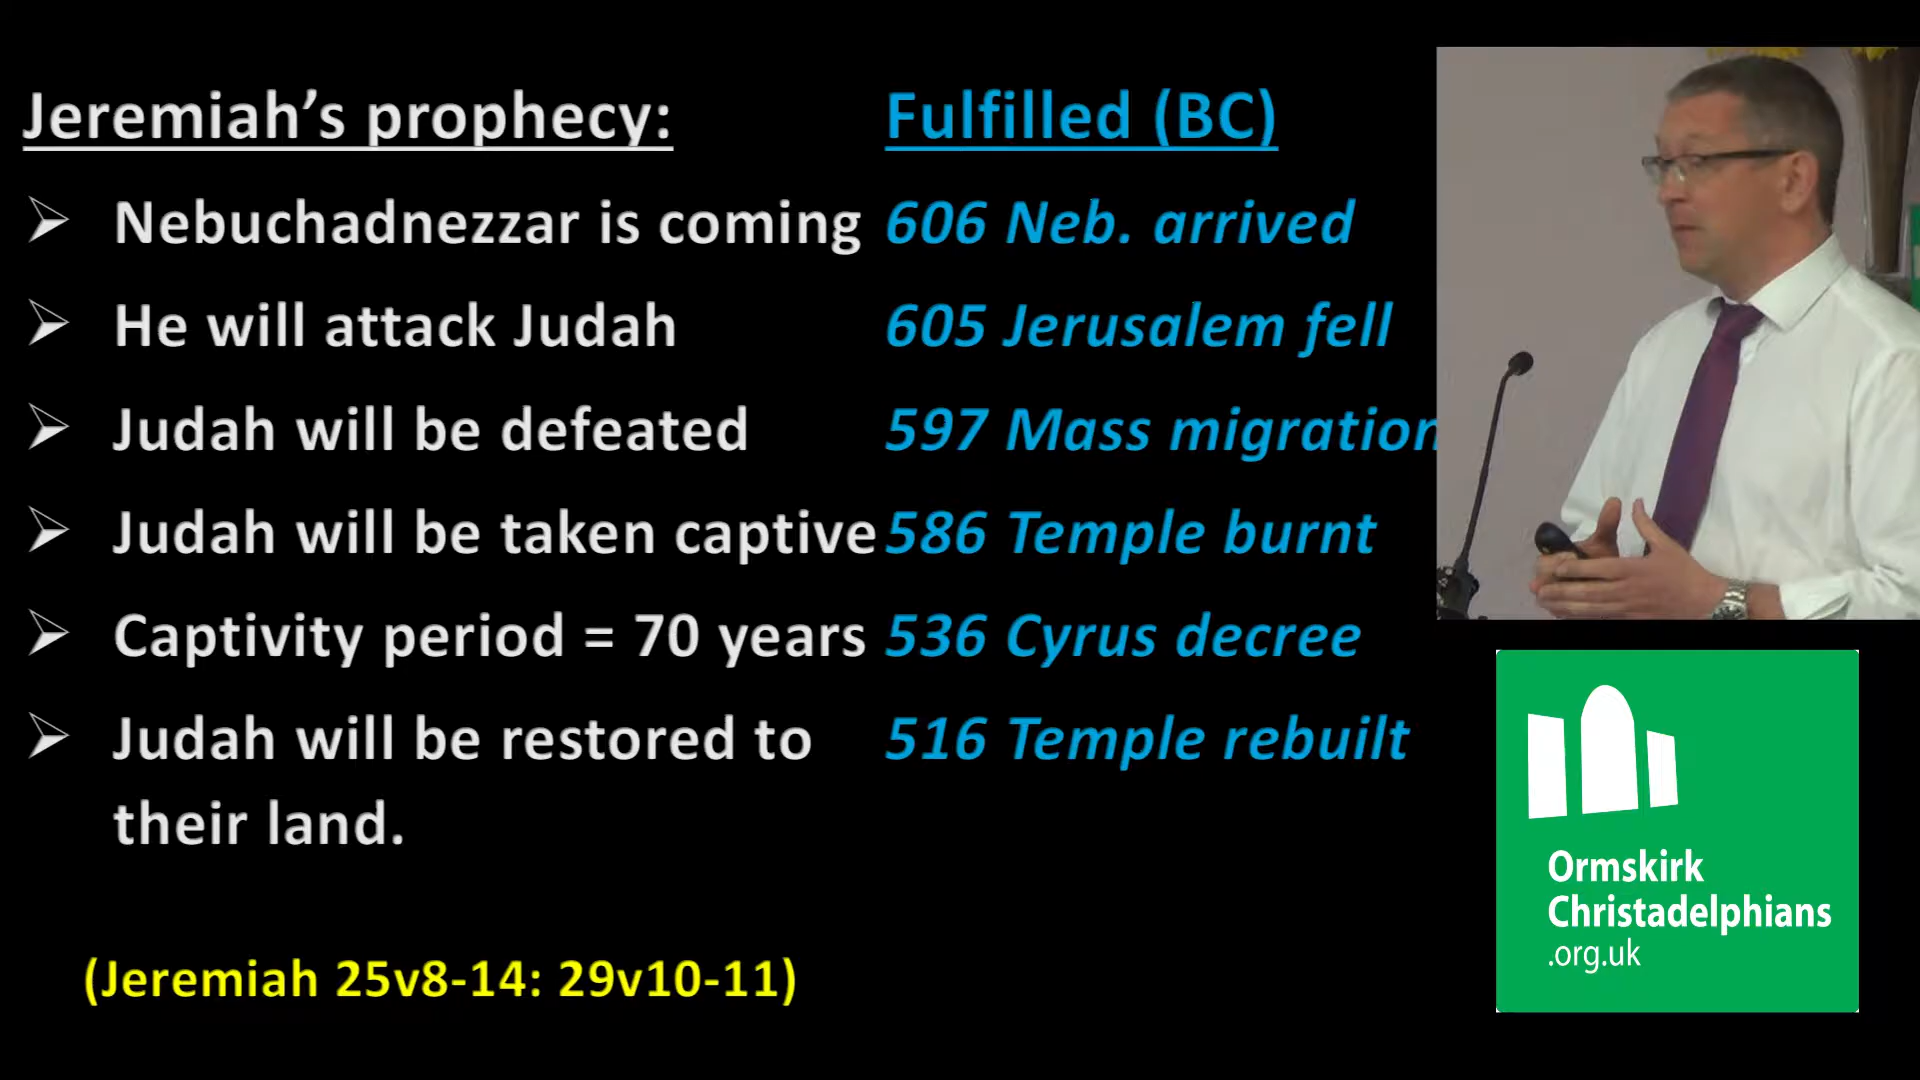 Jeremiah’s prophecy: Fulfilled (BC)
➢ Nebuchadnezzar is coming 606 Neb. arrived
➢ He will attack Judah 605 Jerusalem fell
➢ Judah will be defeated 597 Mass migration
➢ Judah will be taken captive 586 Temple burnt
➢ Captivity period = 70 years 536 Cyrus decree
➢ Judah will be restored to 516 Temple rebuilt
their land.
(Jeremiah 25v8-14: 29v10-11)
Ormskirk
Christadelphians
.org.uk